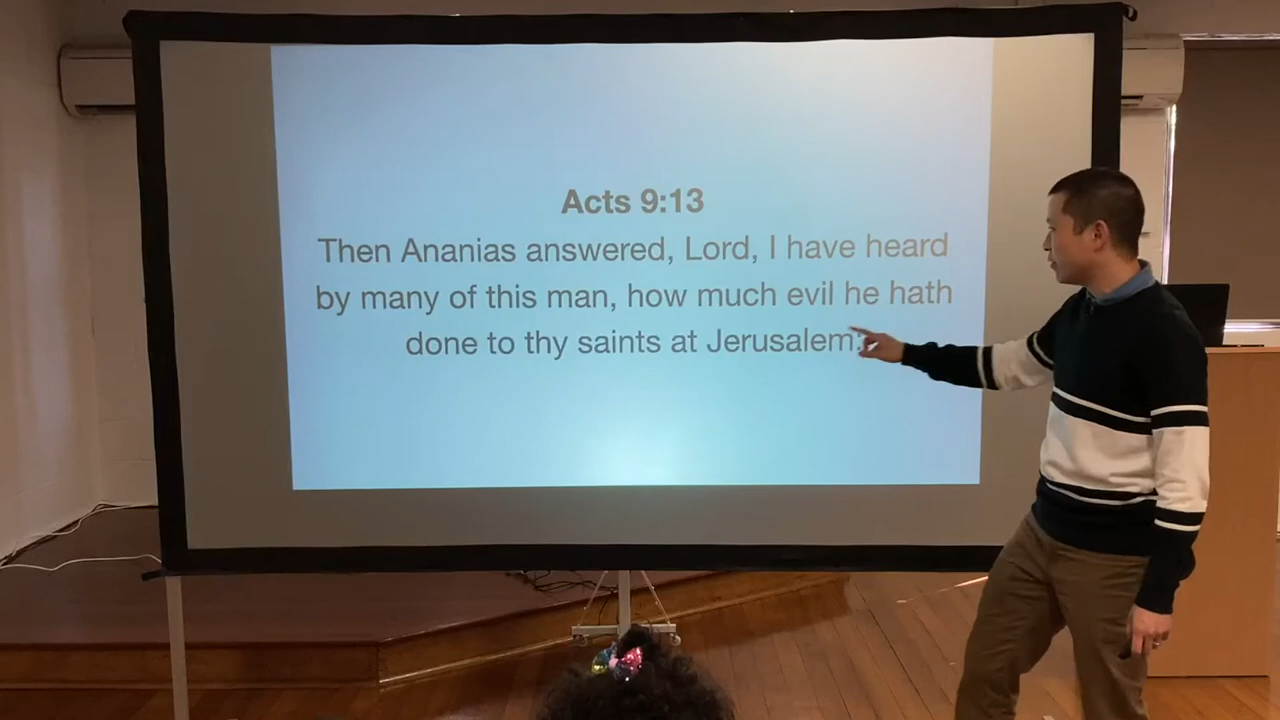 Acts 9:13
Then Ananias answered, Lord, I have heard
by many of this man, how much evil he hath
done to thy saints at Jerusalem: